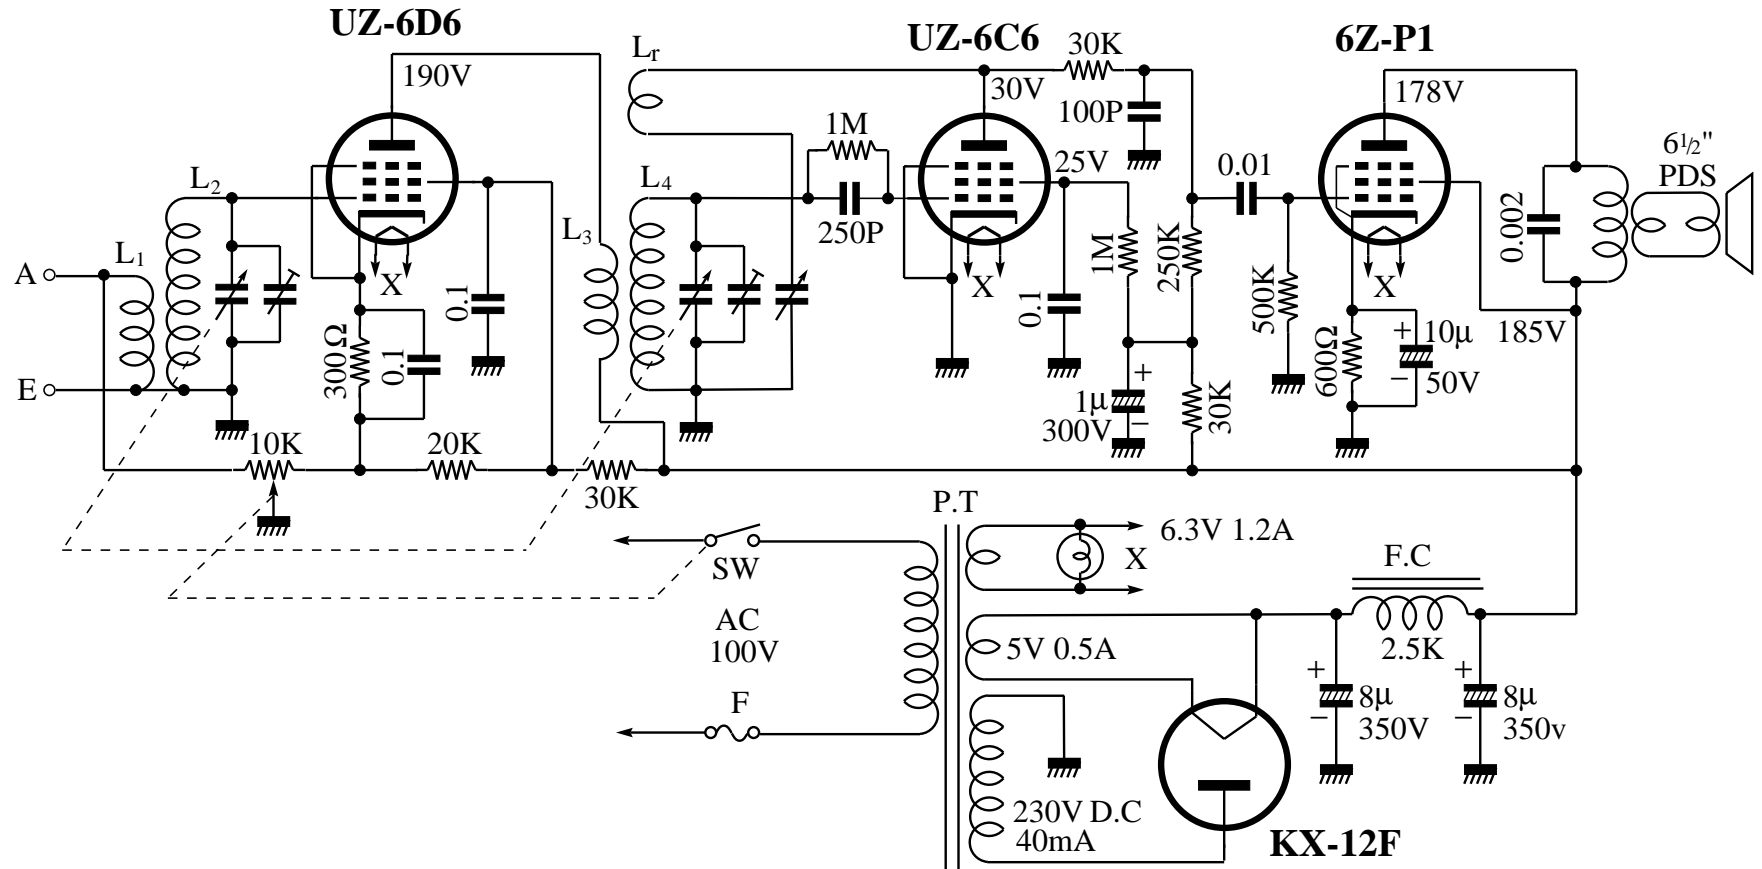 UZ-6D6
UZ-6C6
6Z-P1
190V
Lr
30K
30V
178V
1M
100P
25V
0.01
6 1/2"
PDS
L2
L4
250P
L1
L3
A
X
0.1
X
0.1
1M
250K
500K
X
0.002
185V
E
300Ω
0.1
1μ
300V
+
−
30K
600Ω
+
−
10μ
50V
10K
20K
30K
P.T
SW
6.3V 1.2A
X
F.C
AC
100V
5V 0.5A
2.5K
F
+
−
8μ
350V
+
−
8μ
350v
230V D.C
40mA
KX-12F